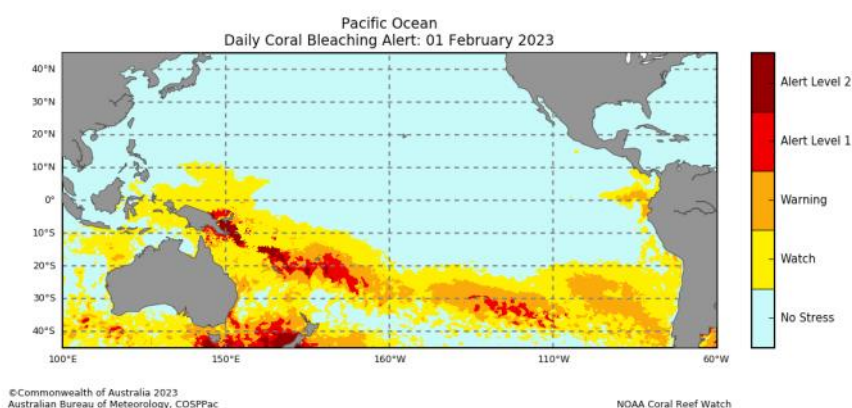 Pacific Ocean
Daily Coral Bleaching Alert: 01 February 2023
40°N
30°N
20°N
10°N
0°
10°S
20°S
30°S
40°S
100°E
150°E
160°W
110°W
60°W
Alert Level 2
Alert Level 1
Warning
Watch
No Stress
©Commonwealth of Australia 2023
Australian Bureau of Meteorology, COSPPac
NOAA Coral Reef Watch